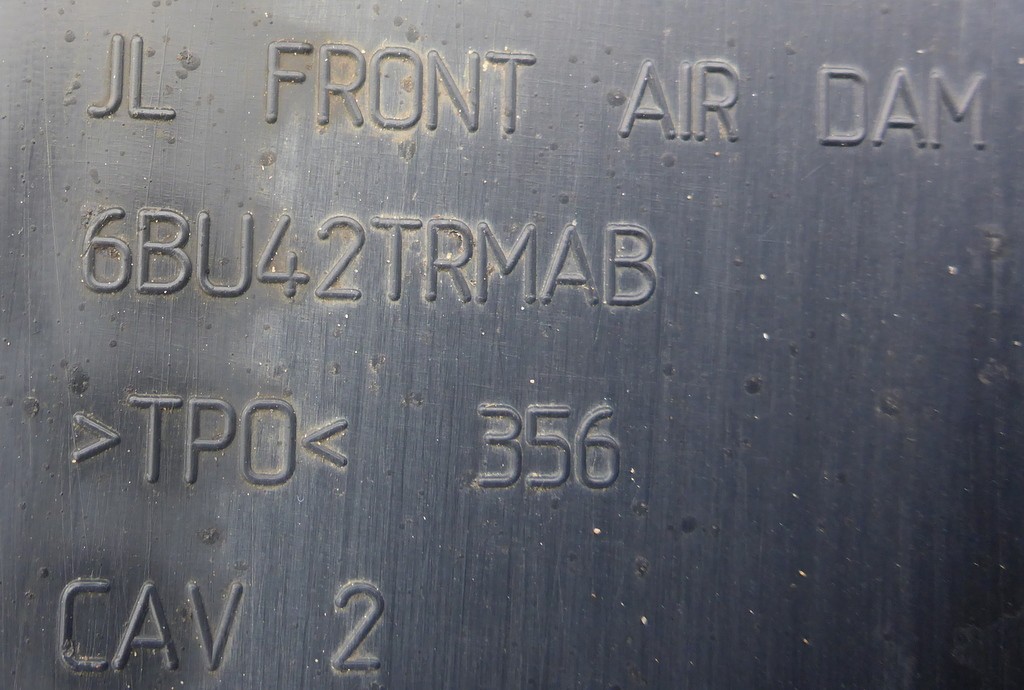 JL FRONT AIR DAM
6BU42TRMAB
>TPO< 356
CAV 2